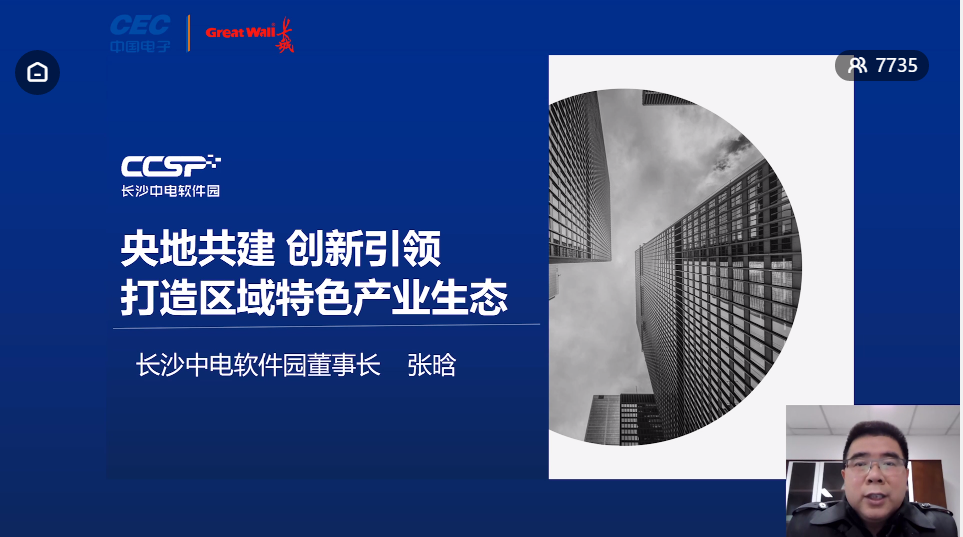 CEC
中国电子
Great Wall 长城
7735
CCSP
长沙中电软件园
央地共建 创新引领
打造区域特色产业生态
长沙中电软件园董事长 张晗